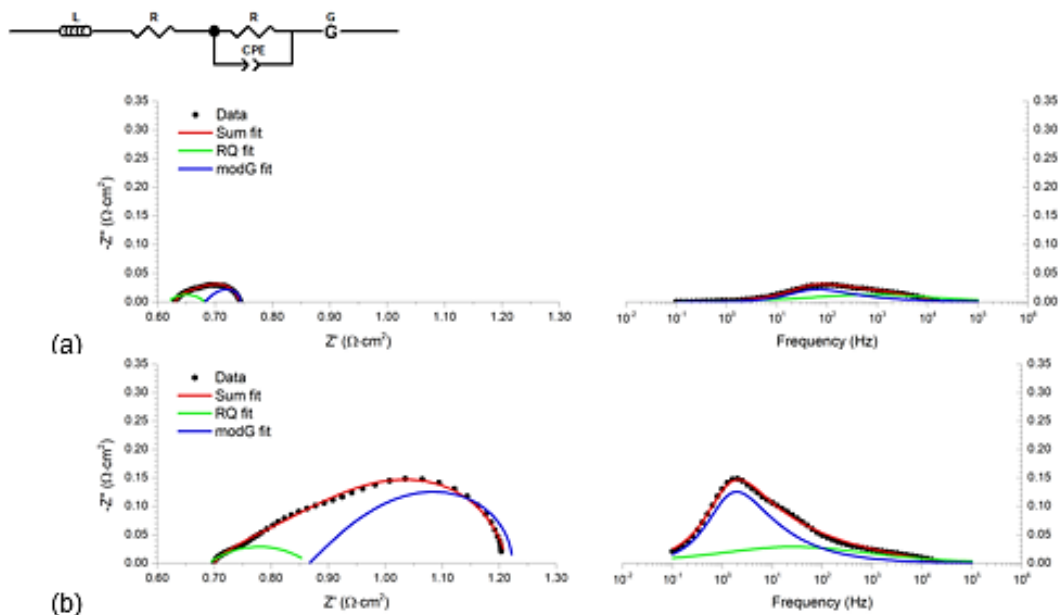 L R R G
CPE
G
0.35 0.35
Data
0.30 Sum fit 0.30
RQ fit
0.25 modG fit 0.25
0.20 0.20
-Z" (Ω·cm²)
0.15 0.15
0.10 0.10
0.05 0.05
0.00 0.00
0.60 0.70 0.80 0.90 1.00 1.10 1.20 1.30
10⁻² 10⁻¹ 10⁰ 10¹ 10² 10³ 10⁴ 10⁵ 10⁶
Z' (Ω·cm²)
Frequency (Hz)
(a)
0.35 0.35
Data
0.30 Sum fit 0.30
RQ fit
0.25 modG fit 0.25
0.20 0.20
-Z" (Ω·cm²)
0.15 0.15
0.10 0.10
0.05 0.05
0.00 0.00
0.60 0.70 0.80 0.90 1.00 1.10 1.20 1.30
10⁻² 10⁻¹ 10⁰ 10¹ 10² 10³ 10⁴ 10⁵ 10⁶
Z' (Ω·cm²)
Frequency (Hz)
(b)